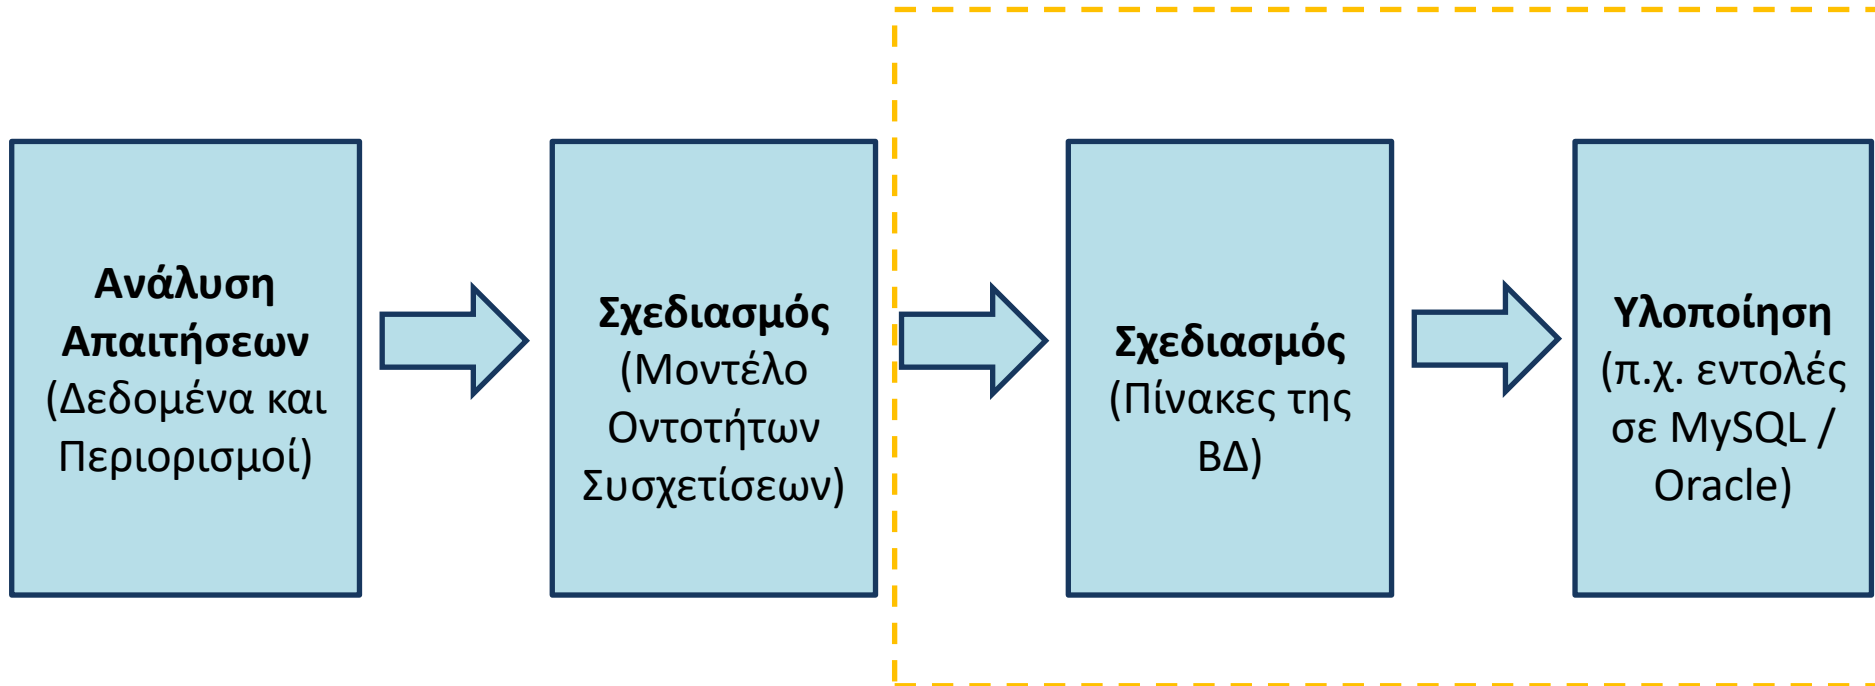 Ανάλυση
Απαιτήσεων
(Δεδομένα και
Περιορισμοί)
Σχεδιασμός
(Μοντέλο
Οντοτήτων
Συσχετίσεων)
Σχεδιασμός
(Πίνακες της
ΒΔ)
Υλοποίηση
(π.χ. εντολές
σε MySQL /
Oracle)